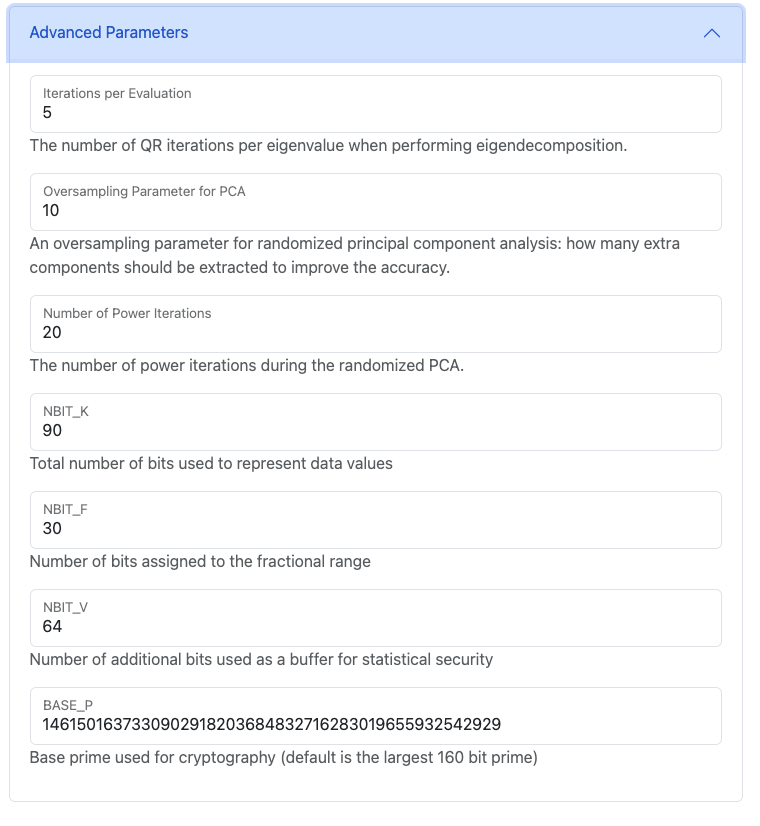 Advanced Parameters
Iterations per Evaluation
5
The number of QR iterations per eigenvalue when performing eigendecomposition.
Oversampling Parameter for PCA
10
An oversampling parameter for randomized principal component analysis: how many extra
components should be extracted to improve the accuracy.
Number of Power Iterations
20
The number of power iterations during the randomized PCA.
NBIT_K
90
Total number of bits used to represent data values
NBIT_F
30
Number of bits assigned to the fractional range
NBIT_V
64
Number of additional bits used as a buffer for statistical security
BASE_P
1461501637330902918203684832716283019655932542929
Base prime used for cryptography (default is the largest 160 bit prime)